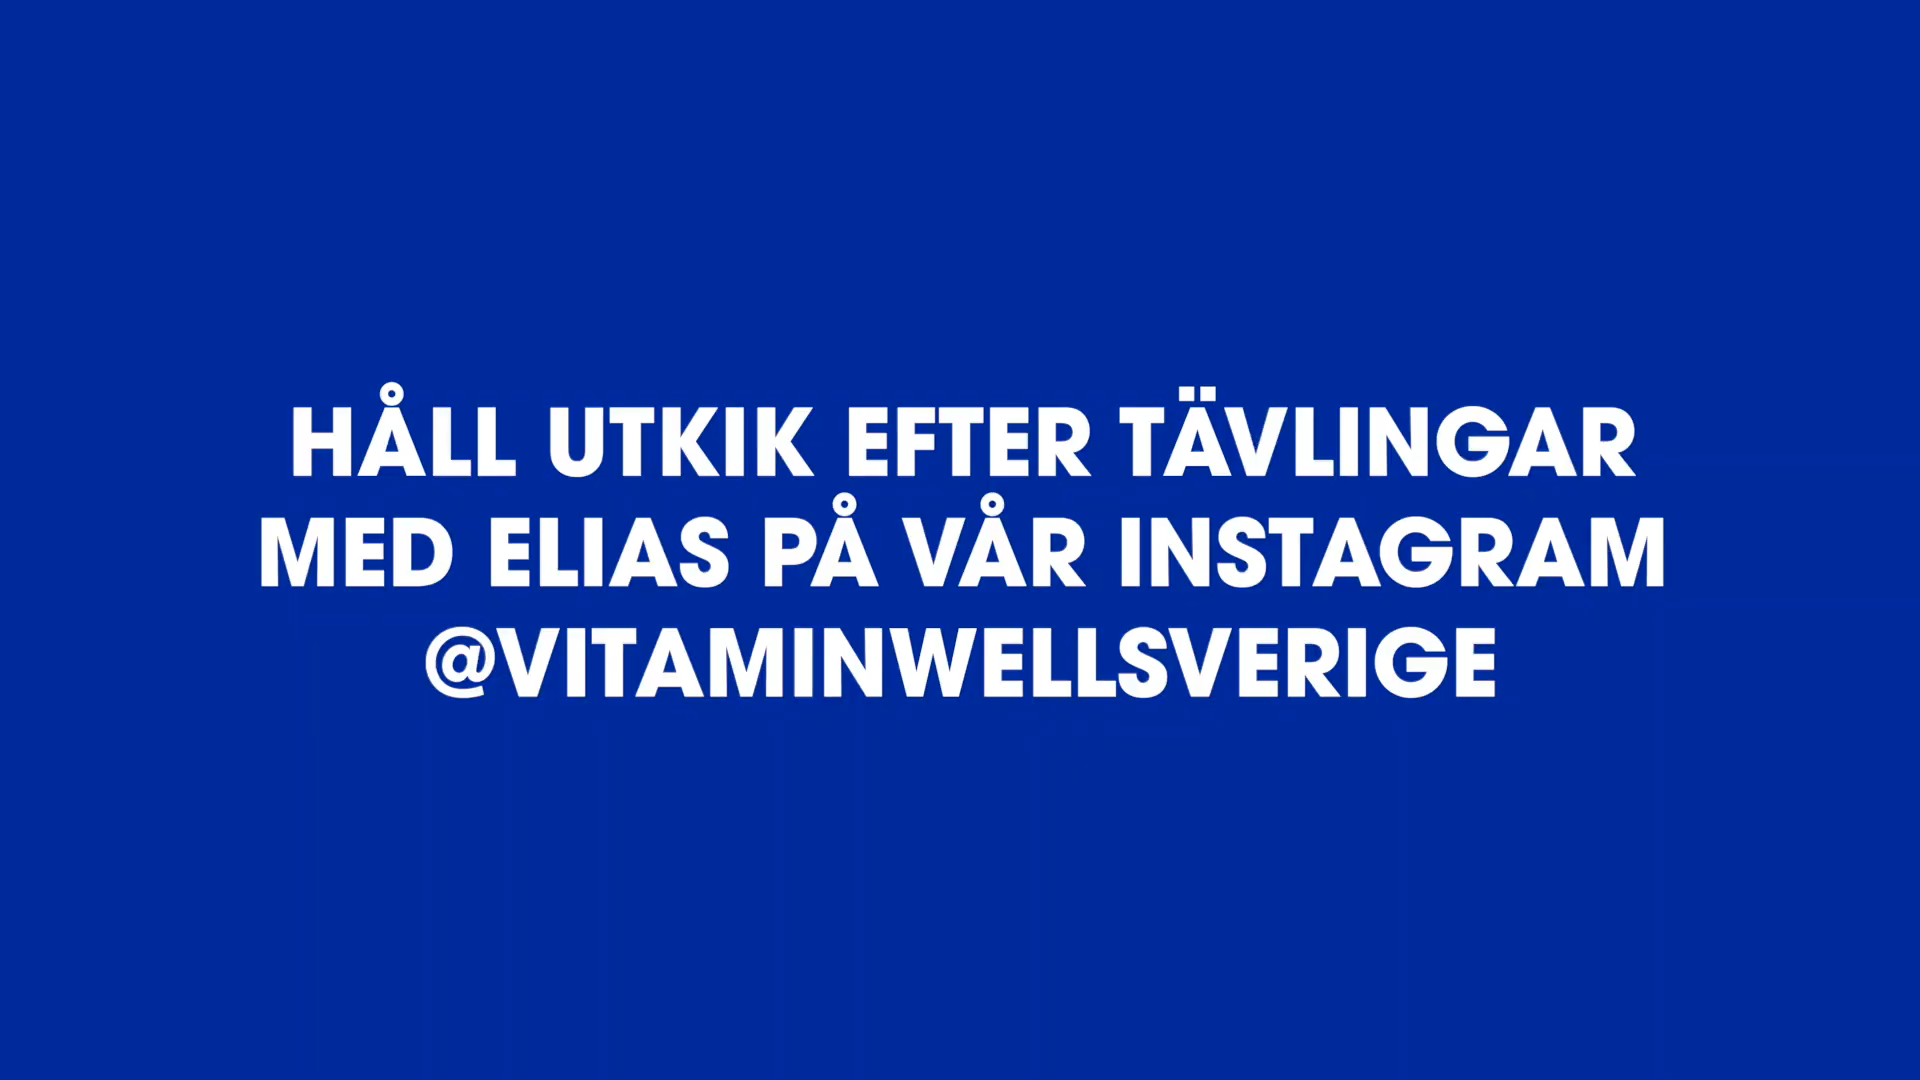 HÅLL UTKIK EFTER TÄVLINGAR
MED ELIAS PÅ VÅR INSTAGRAM
@VITAMINWELLSVERIGE